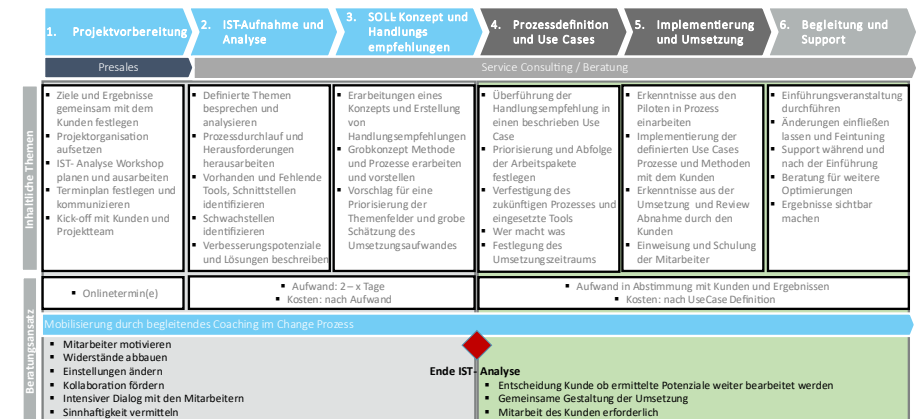 1. Projektvorbereitung
2. IST-Aufnahme und
Analyse
3. SOLL-Konzept und
Handlungs
empfehlungen
4. Prozessdefinition
und Use Cases
5. Implementierung
und Umsetzung
6. Begleitung und
Support
Presales
Service Consulting / Beratung
Inhaltliche Themen
▪ Ziele und Ergebnisse
gemeinsam mit dem
Kunden festlegen
▪ Projektorganisation
aufsetzen
▪ IST- Analyse Workshop
planen und ausarbeiten
▪ Terminplan festlegen und
kommunizieren
▪ Kick-off mit Kunden und
Projektteam
▪ Definierte Themen
besprechen und
analysieren
▪ Prozessdurchlauf und
Herausforderungen
herausarbeiten
▪ Vorhanden und Fehlende
Tools, Schnittstellen
identifizieren
▪ Schwachstellen
identifizieren
▪ Verbesserungspotenziale
und Lösungen beschreiben
▪ Erarbeitungen eines
Konzepts und Erstellung
von
Handlungsempfehlungen
▪ Grobkonzept Methode
und Prozesse erarbeiten
und vorstellen
▪ Vorschlag für eine
Priorisierung der
Themenfelder und grobe
Schätzung des
Umsetzungsaufwandes
▪ Überführung der
Handlungsempfehlung in
einen beschrieben Use
Case
▪ Priorisierung und Abfolge
der Arbeitspakete
festlegen
▪ Verfestigung des
zukünftigen Prozesses und
eingesetzte Tools
▪ Wer macht was
▪ Festlegung des
Umsetzungszeitraums
▪ Erkenntnisse aus den
Piloten in Prozess
einarbeiten
▪ Implementierung der
definierten Use Cases
Prozesse und Methoden
mit dem Kunden
▪ Erkenntnisse aus der
Umsetzung und Review
▪ Abnahme durch den
Kunden
▪ Einweisung und Schulung
der Mitarbeiter
▪ Einführungsveranstaltung
durchführen
▪ Änderungen einfließen
lassen und Feintuning
▪ Support während und
nach der Einführung
▪ Beratung für weitere
Optimierungen
▪ Ergebnisse sichtbar
machen
Beratungsansatz
▪ Onlinetermin(e)
▪ Aufwand: 2 – x Tage
▪ Kosten: nach Aufwand
▪ Aufwand in Abstimmung mit Kunden und Ergebnissen
▪ Kosten: nach UseCase Definition
Mobilisierung durch begleitendes Coaching im Change Prozess
▪ Mitarbeiter motivieren
▪ Widerstände abbauen
▪ Einstellungen ändern
▪ Kollaboration fördern
▪ Intensiver Dialog mit den Mitarbeitern
▪ Sinnhaftigkeit vermitteln
Ende IST- Analyse
▪ Entscheidung Kunde ob ermittelte Potenziale weiter bearbeitet werden
▪ Gemeinsame Gestaltung der Umsetzung
▪ Mitarbeit des Kunden erforderlich